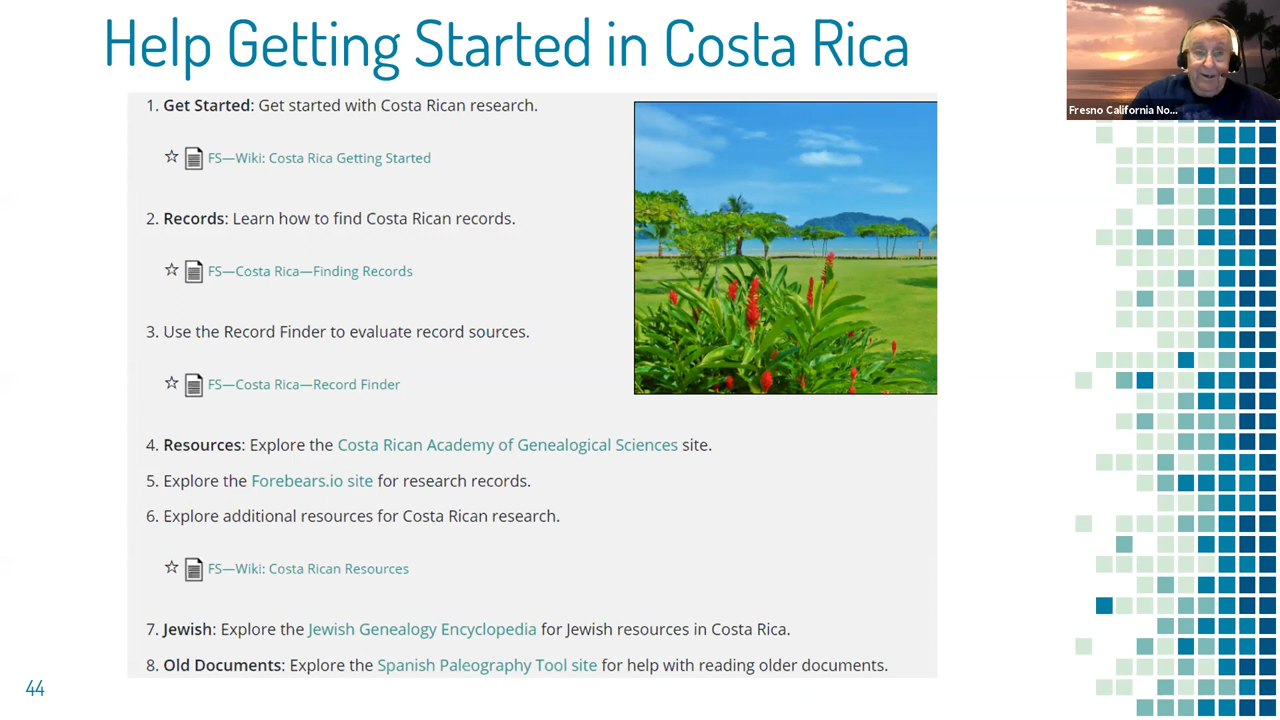 Help Getting Started in Costa Rica
Fresno California No...
1. Get Started: Get started with Costa Rican research.
FS—Wiki: Costa Rica Getting Started
2. Records: Learn how to find Costa Rican records.
FS—Costa Rica—Finding Records
3. Use the Record Finder to evaluate record sources.
FS—Costa Rica—Record Finder
4. Resources: Explore the Costa Rican Academy of Genealogical Sciences site.
5. Explore the Forebears.io site for research records.
6. Explore additional resources for Costa Rican research.
FS—Wiki: Costa Rican Resources
7. Jewish: Explore the Jewish Genealogy Encyclopedia for Jewish resources in Costa Rica.
8. Old Documents: Explore the Spanish Paleography Tool site for help with reading older documents.
44